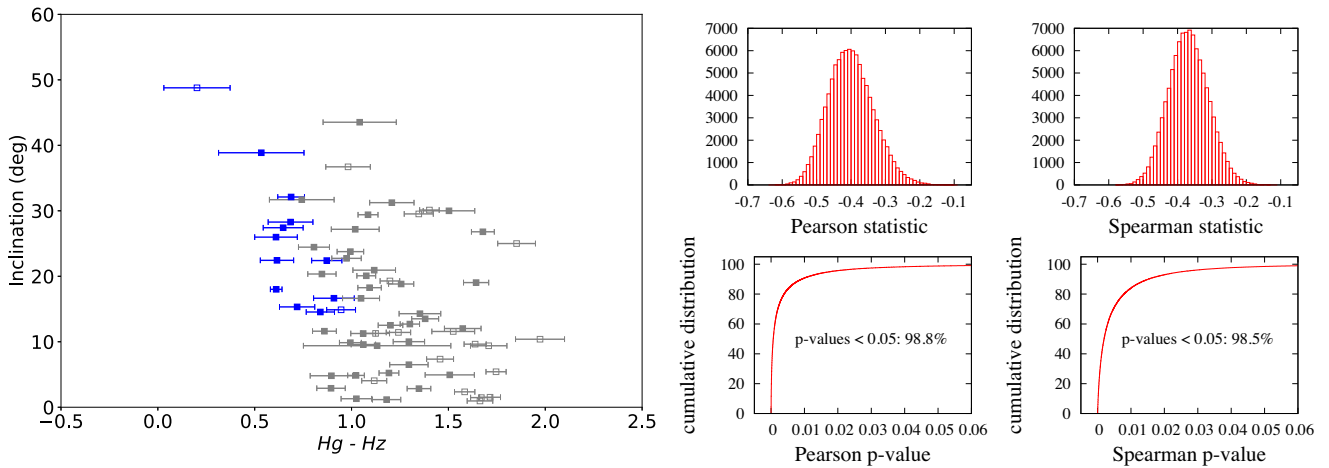 60
50
40
30
20
10
0
Inclination (deg)
−0.5 0.0 0.5 1.0 1.5 2.0 2.5
Hg - Hz
7000
6000
5000
4000
3000
2000
1000
0
-0.7 -0.6 -0.5 -0.4 -0.3 -0.2 -0.1
Pearson statistic
7000
6000
5000
4000
3000
2000
1000
0
-0.7 -0.6 -0.5 -0.4 -0.3 -0.2 -0.1
Spearman statistic
cumulative distribution
100
80
60
40
20
0
p-values < 0.05: 98.8%
0 0.01 0.02 0.03 0.04 0.05 0.06
Pearson p-value
cumulative distribution
100
80
60
40
20
0
p-values < 0.05: 98.5%
0 0.01 0.02 0.03 0.04 0.05 0.06
Spearman p-value